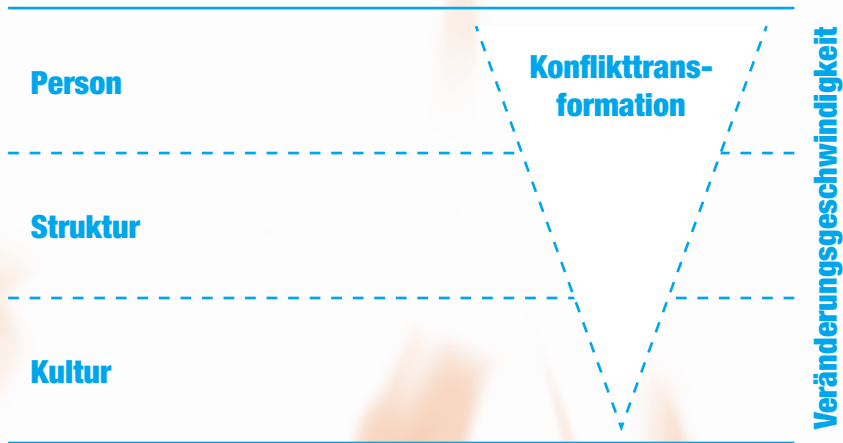 Person
Konflikttrans-
formation
Struktur
Kultur
Veränderungsgeschwindigkeit